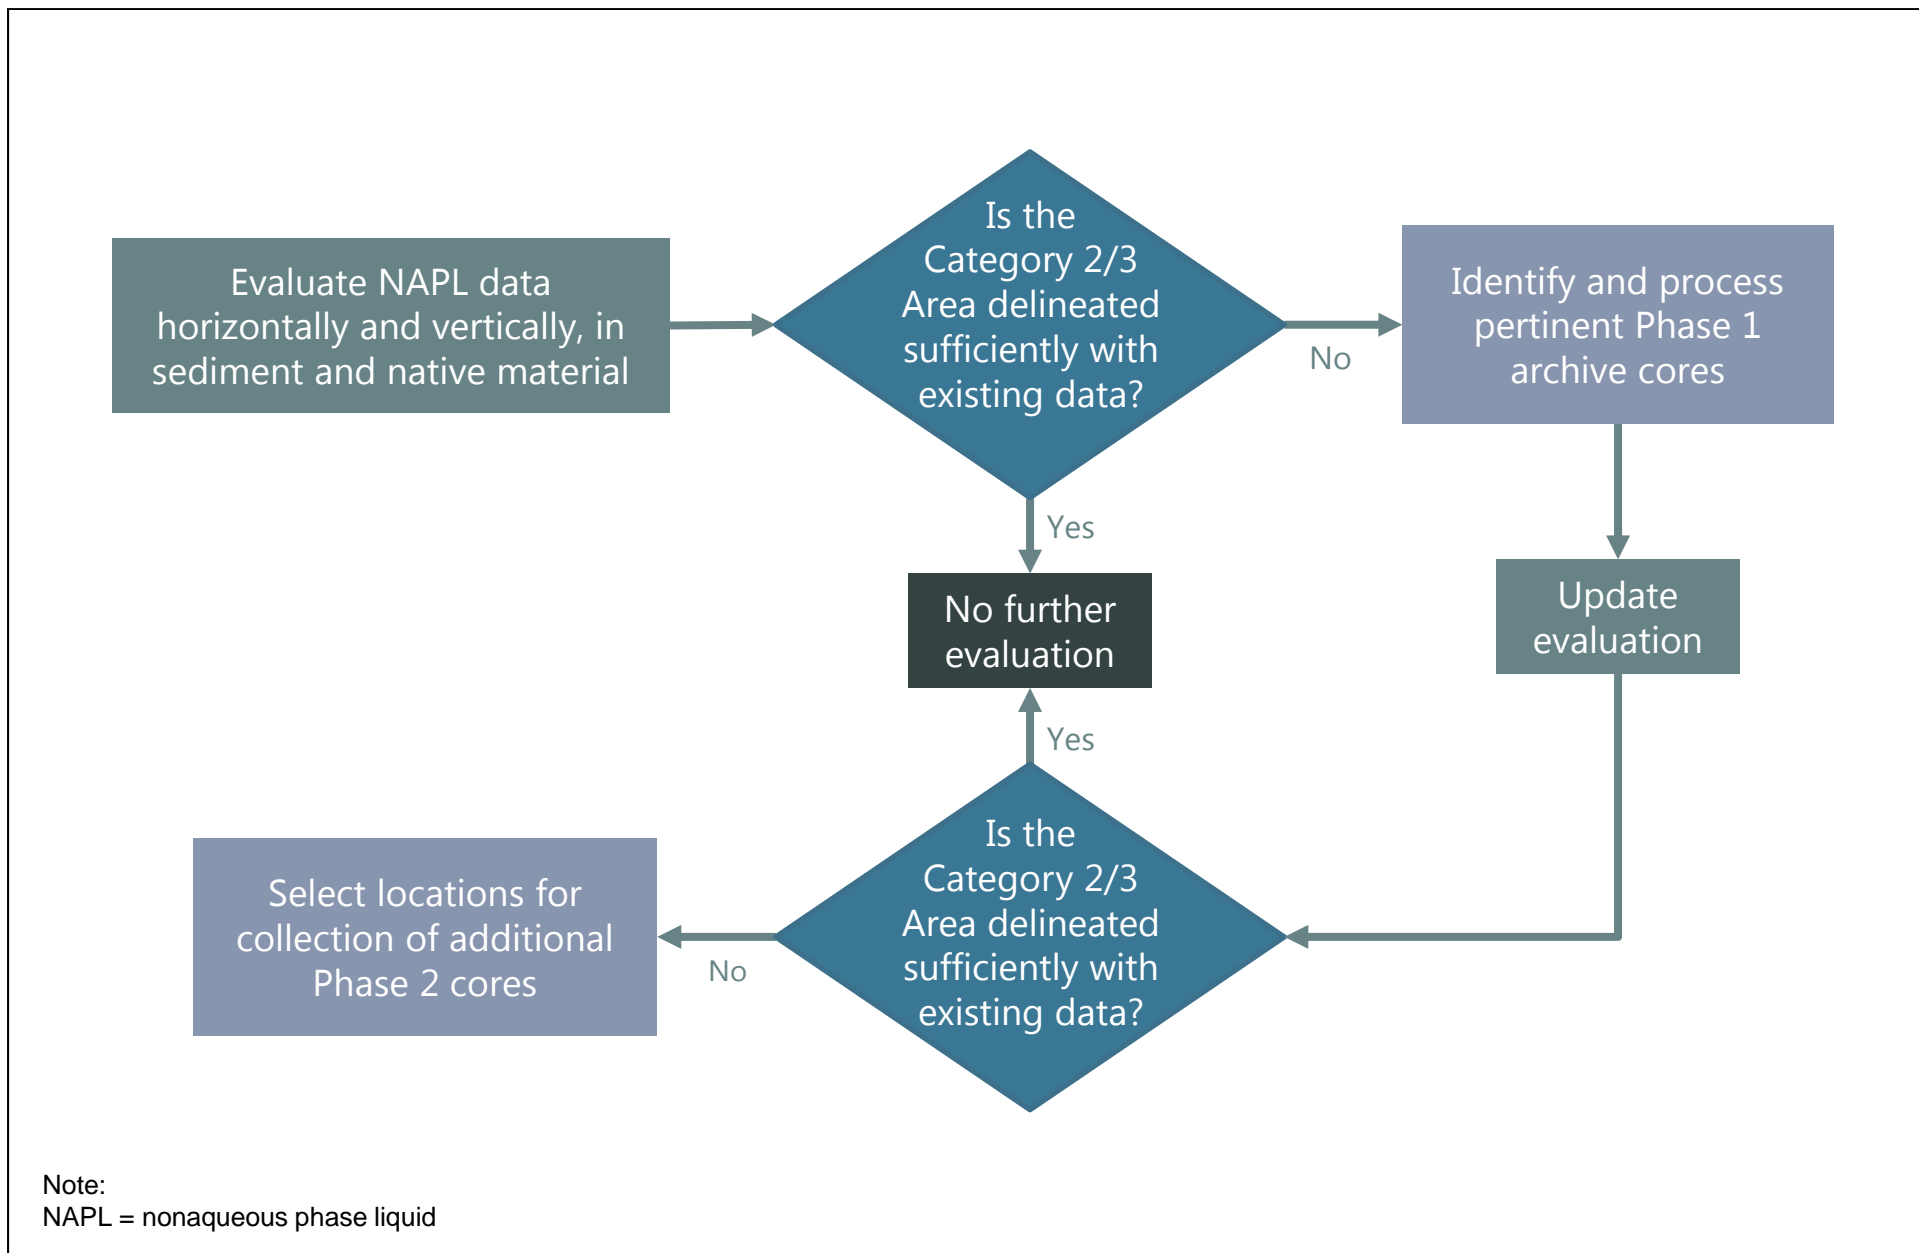 Evaluate NAPL data
horizontally and vertically, in
sediment and native material
Is the
Category 2/3
Area delineated
sufficiently with
existing data?
No
Identify and process
pertinent Phase 1
archive cores
Yes
No further
evaluation
Update
evaluation
Yes
Is the
Category 2/3
Area delineated
sufficiently with
existing data?
No
Select locations for
collection of additional
Phase 2 cores
Note:
NAPL = nonaqueous phase liquid